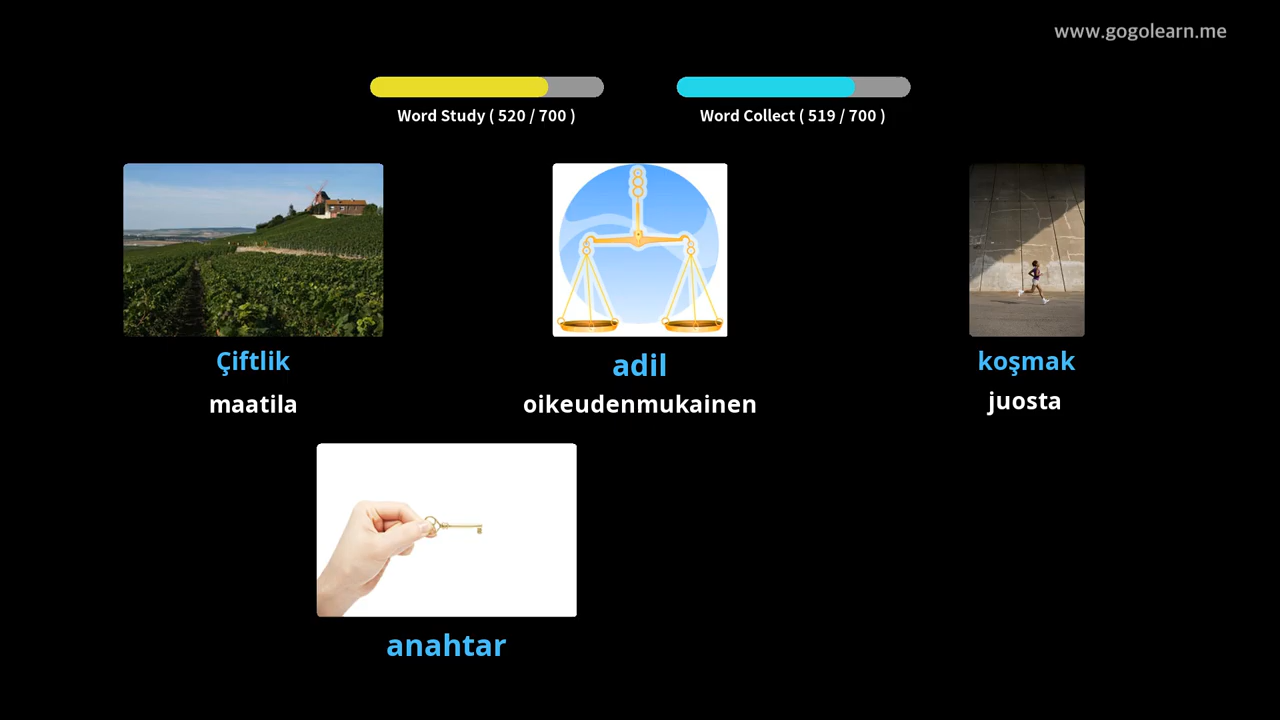 www.gogolearn.me
Word Study ( 520 / 700 )
Word Collect ( 519 / 700 )
Çiftlik
adil
koşmak
maatila
oikeudenmukainen
juosta
anahtar